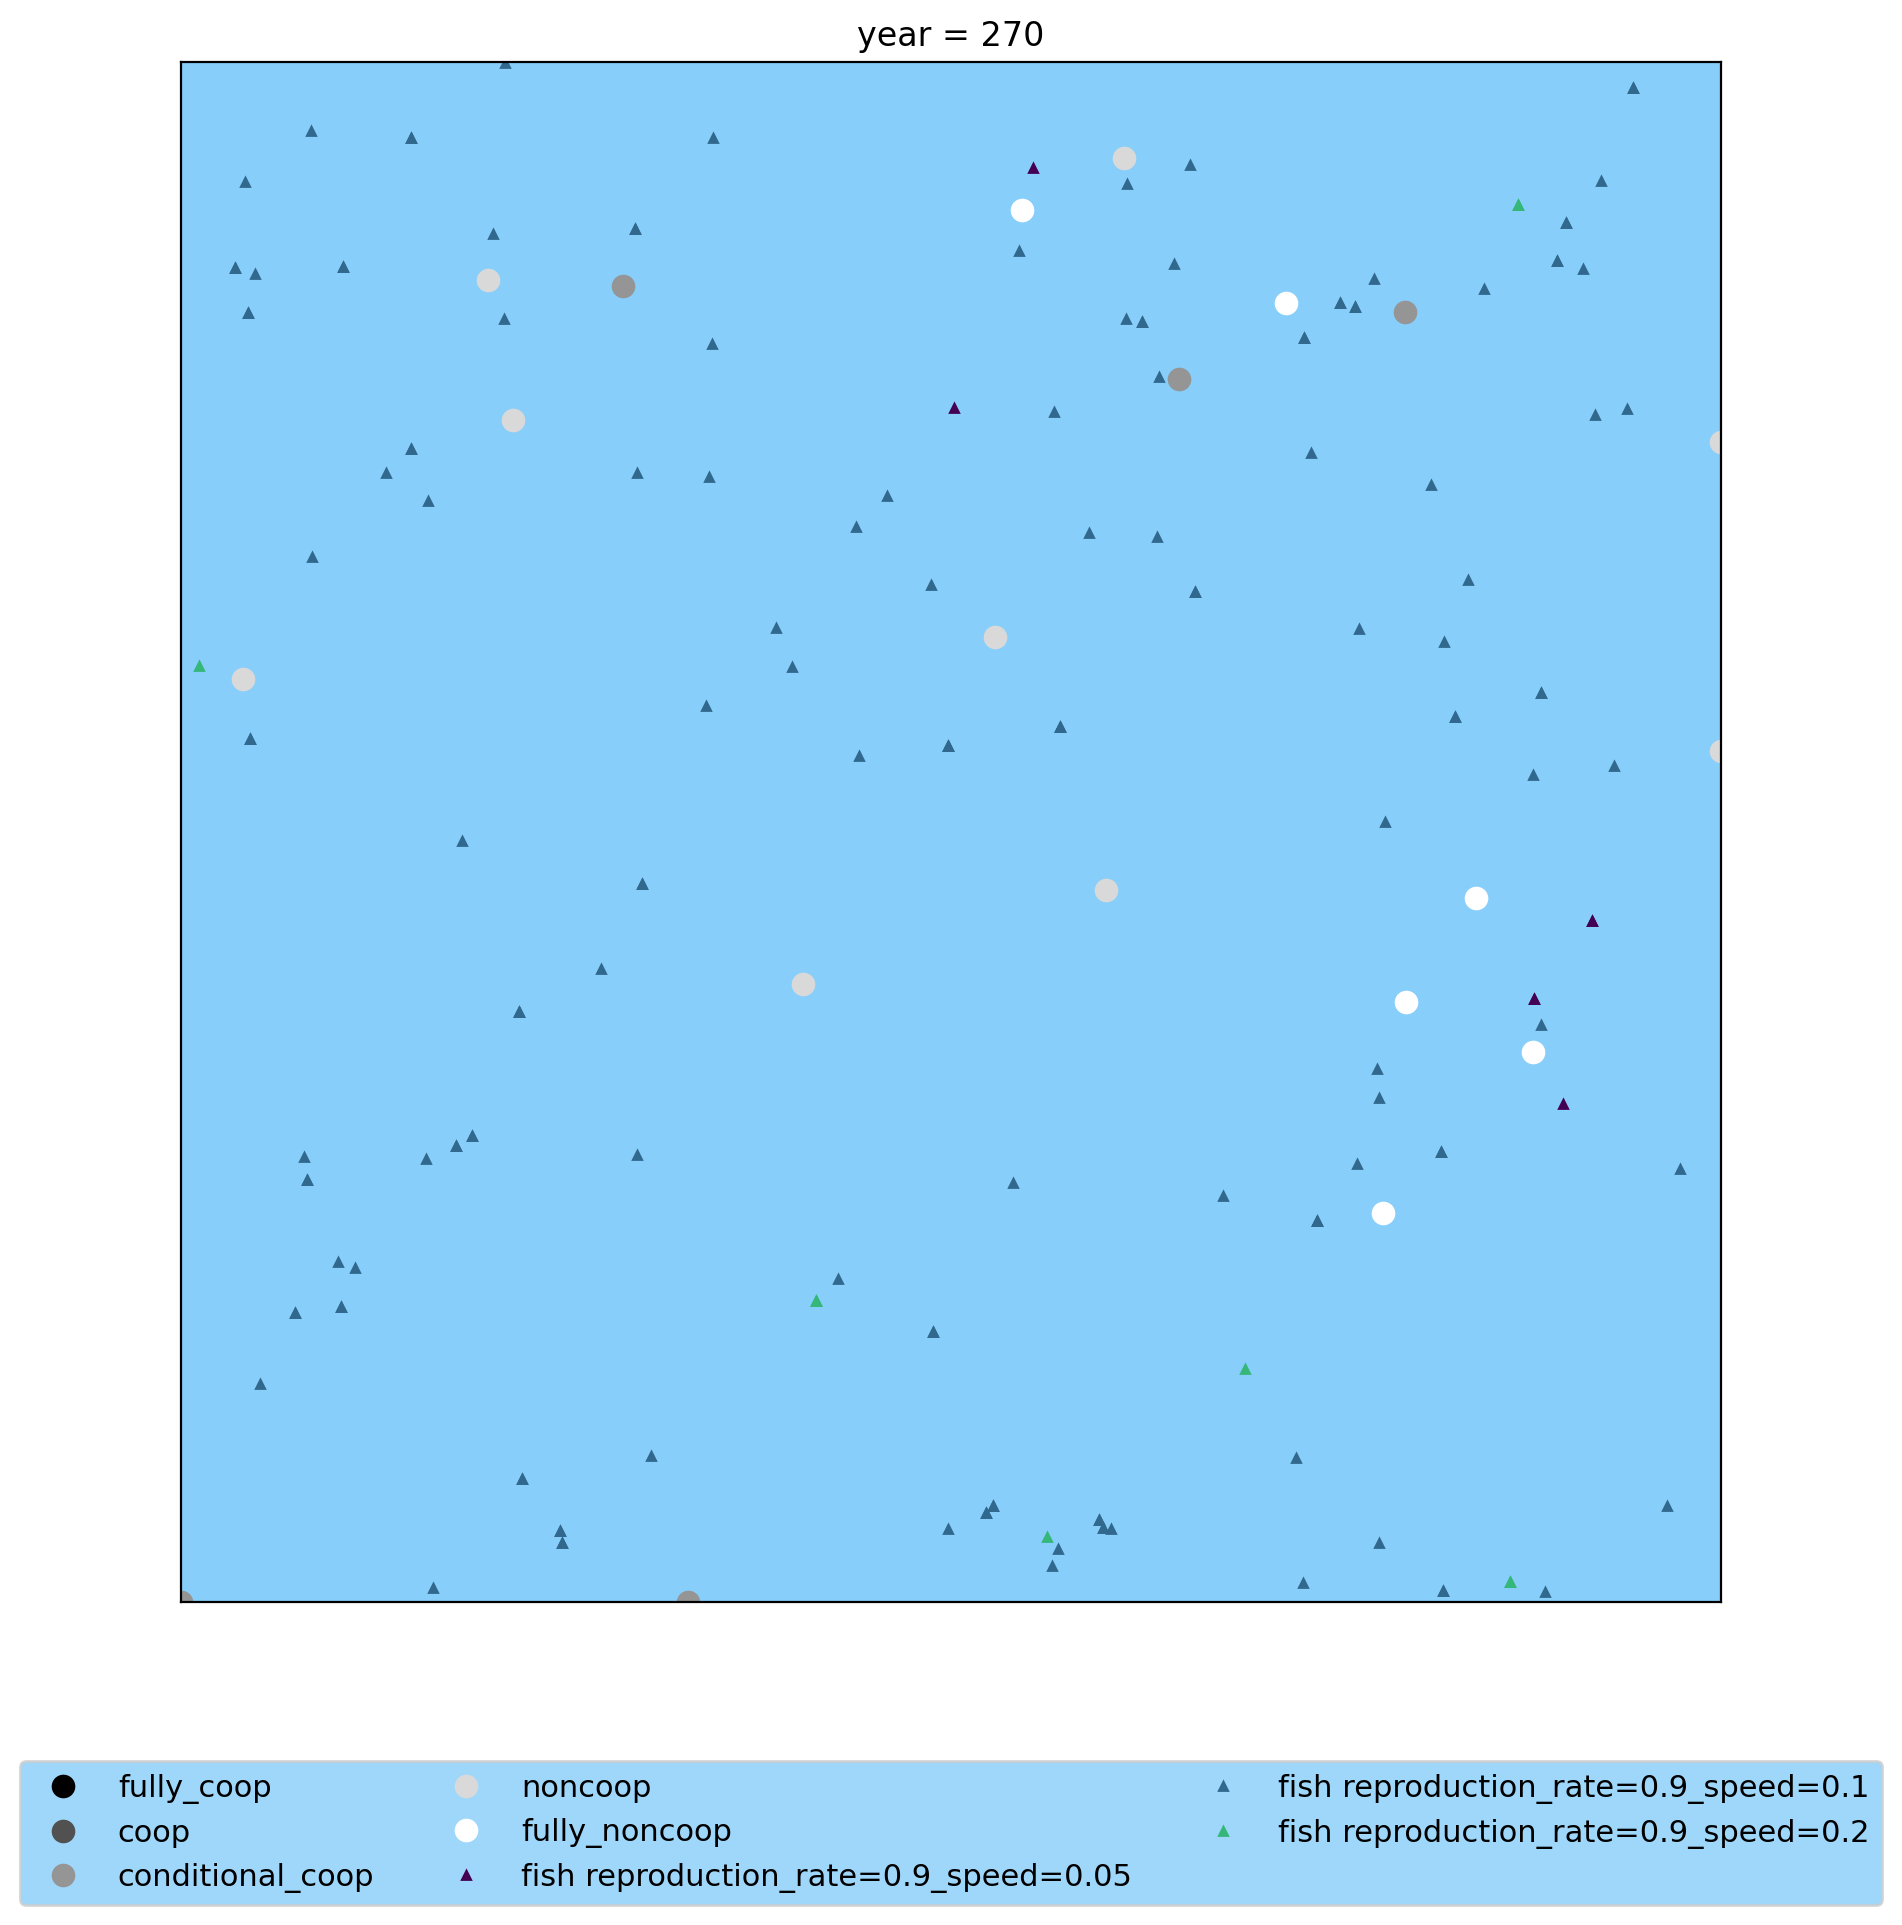 year = 270
fully_coop
coop
conditional_coop
noncoop
fully_noncoop
fish reproduction_rate=0.9_speed=0.05
fish reproduction_rate=0.9_speed=0.1
fish reproduction_rate=0.9_speed=0.2